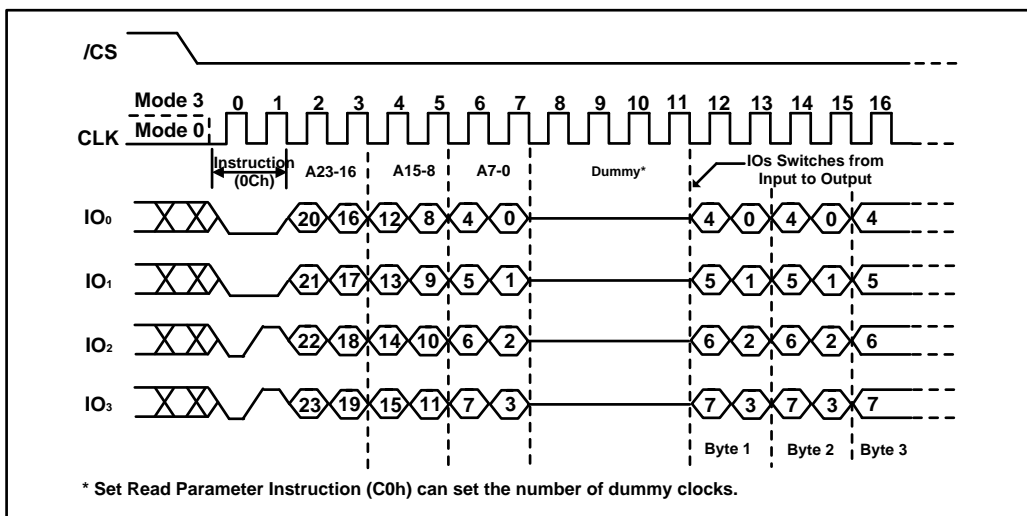 /CS
Mode 3 0 1 2 3 4 5 6 7 8 9 10 11 12 13 14 15 16
Mode 0
CLK
Instruction (0Ch) A23-16 A15-8 A7-0 Dummy* IOs Switches from
Input to Output
IO₀ 20 16 12 8 4 0 4 0 4 0 4
IO₁ 21 17 13 9 5 1 5 1 5 1 5
IO₂ 22 18 14 10 6 2 6 2 6 2 6
IO₃ 23 19 15 11 7 3 7 3 7 3 7
Byte 1 Byte 2 Byte 3
* Set Read Parameter Instruction (C0h) can set the number of dummy clocks.